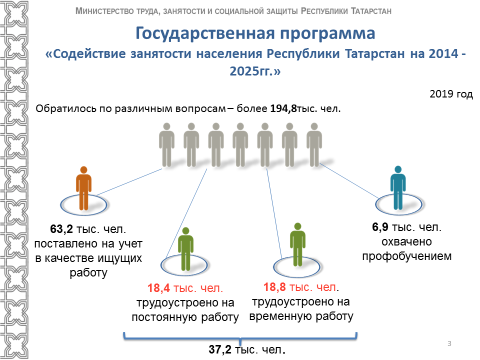 Министерство труда, занятости и социальной защиты Республики Татарстан
Государственная программа
«Содействие занятости населения Республики Татарстан на 2014 -
2025гг.»
2019 год
Обратилось по различным вопросам – более 194,8тыс. чел.
63,2 тыс. чел.
поставлено на учет
в качестве ищущих
работу
18,4 тыс. чел.
трудоустроено на
постоянную работу
18,8 тыс. чел.
трудоустроено на
временную работу
6,9 тыс. чел.
охвачено
профобучением
37,2 тыс. чел.
3